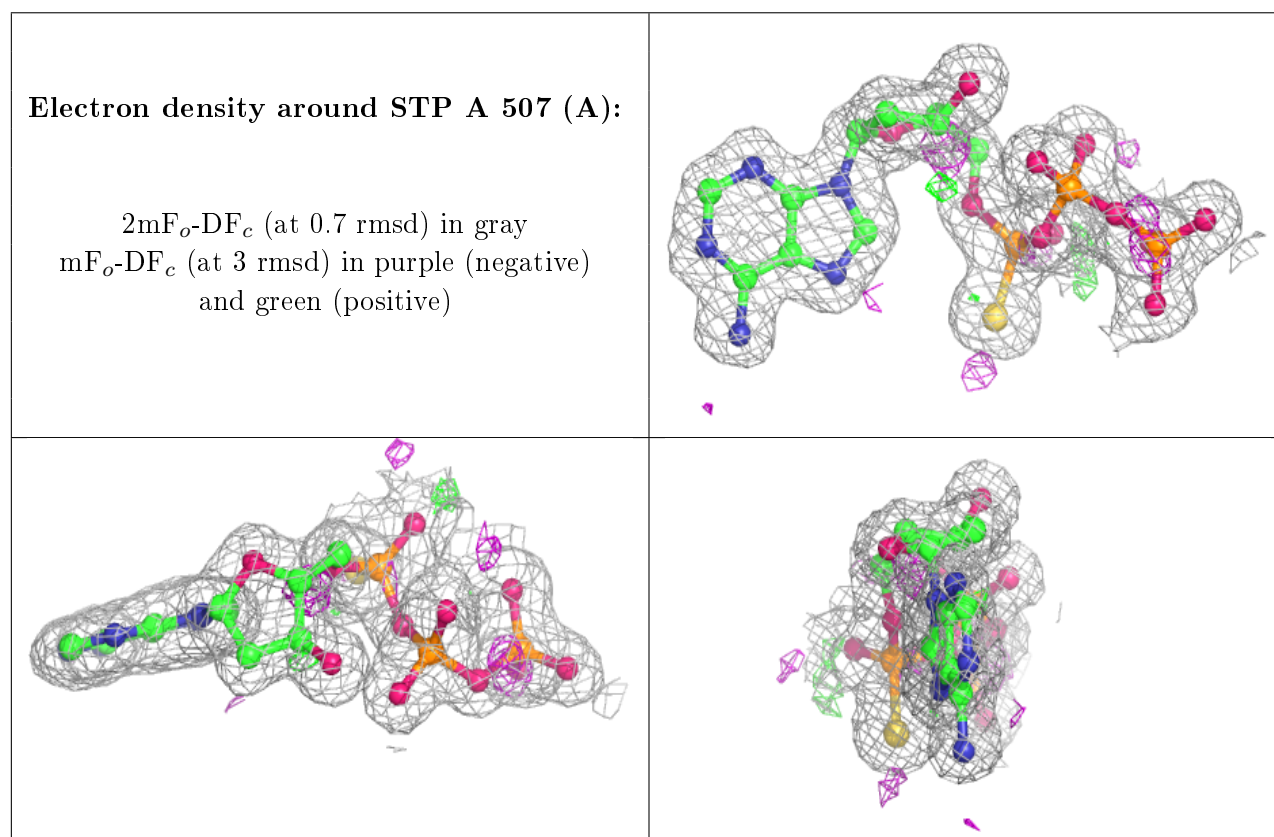 Electron density around STP A 507 (A):
2mFₒ-DF𝒸 (at 0.7 rmsd) in gray
mFₒ-DF𝒸 (at 3 rmsd) in purple (negative)
and green (positive)